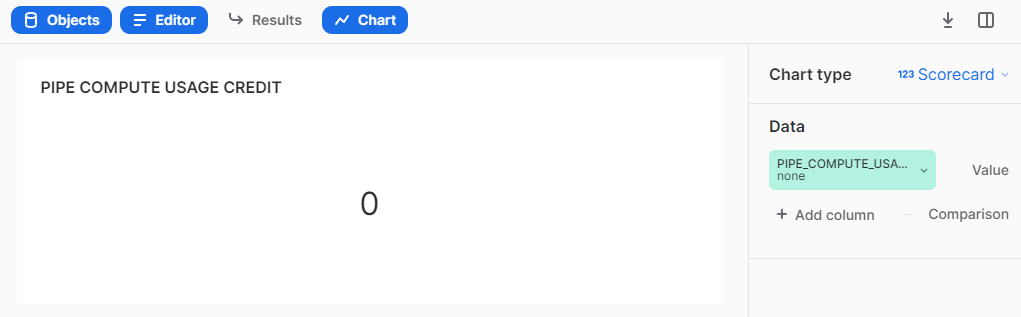 Objects Editor Results Chart
PIPE COMPUTE USAGE CREDIT
0
Chart type 123 Scorecard
Data
PIPE_COMPUTE_USA...
none
Value
+ Add column — Comparison